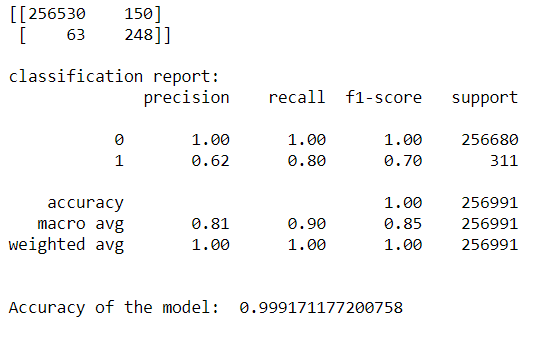 [[256530    150]
 [    63    248]]
classification report:
              precision    recall  f1-score   support
           0       1.00      1.00      1.00    256680
           1       0.62      0.80      0.70       311
    accuracy                           1.00    256991
   macro avg       0.81      0.90      0.85    256991
weighted avg       1.00      1.00      1.00    256991
Accuracy of the model:  0.999171177200758